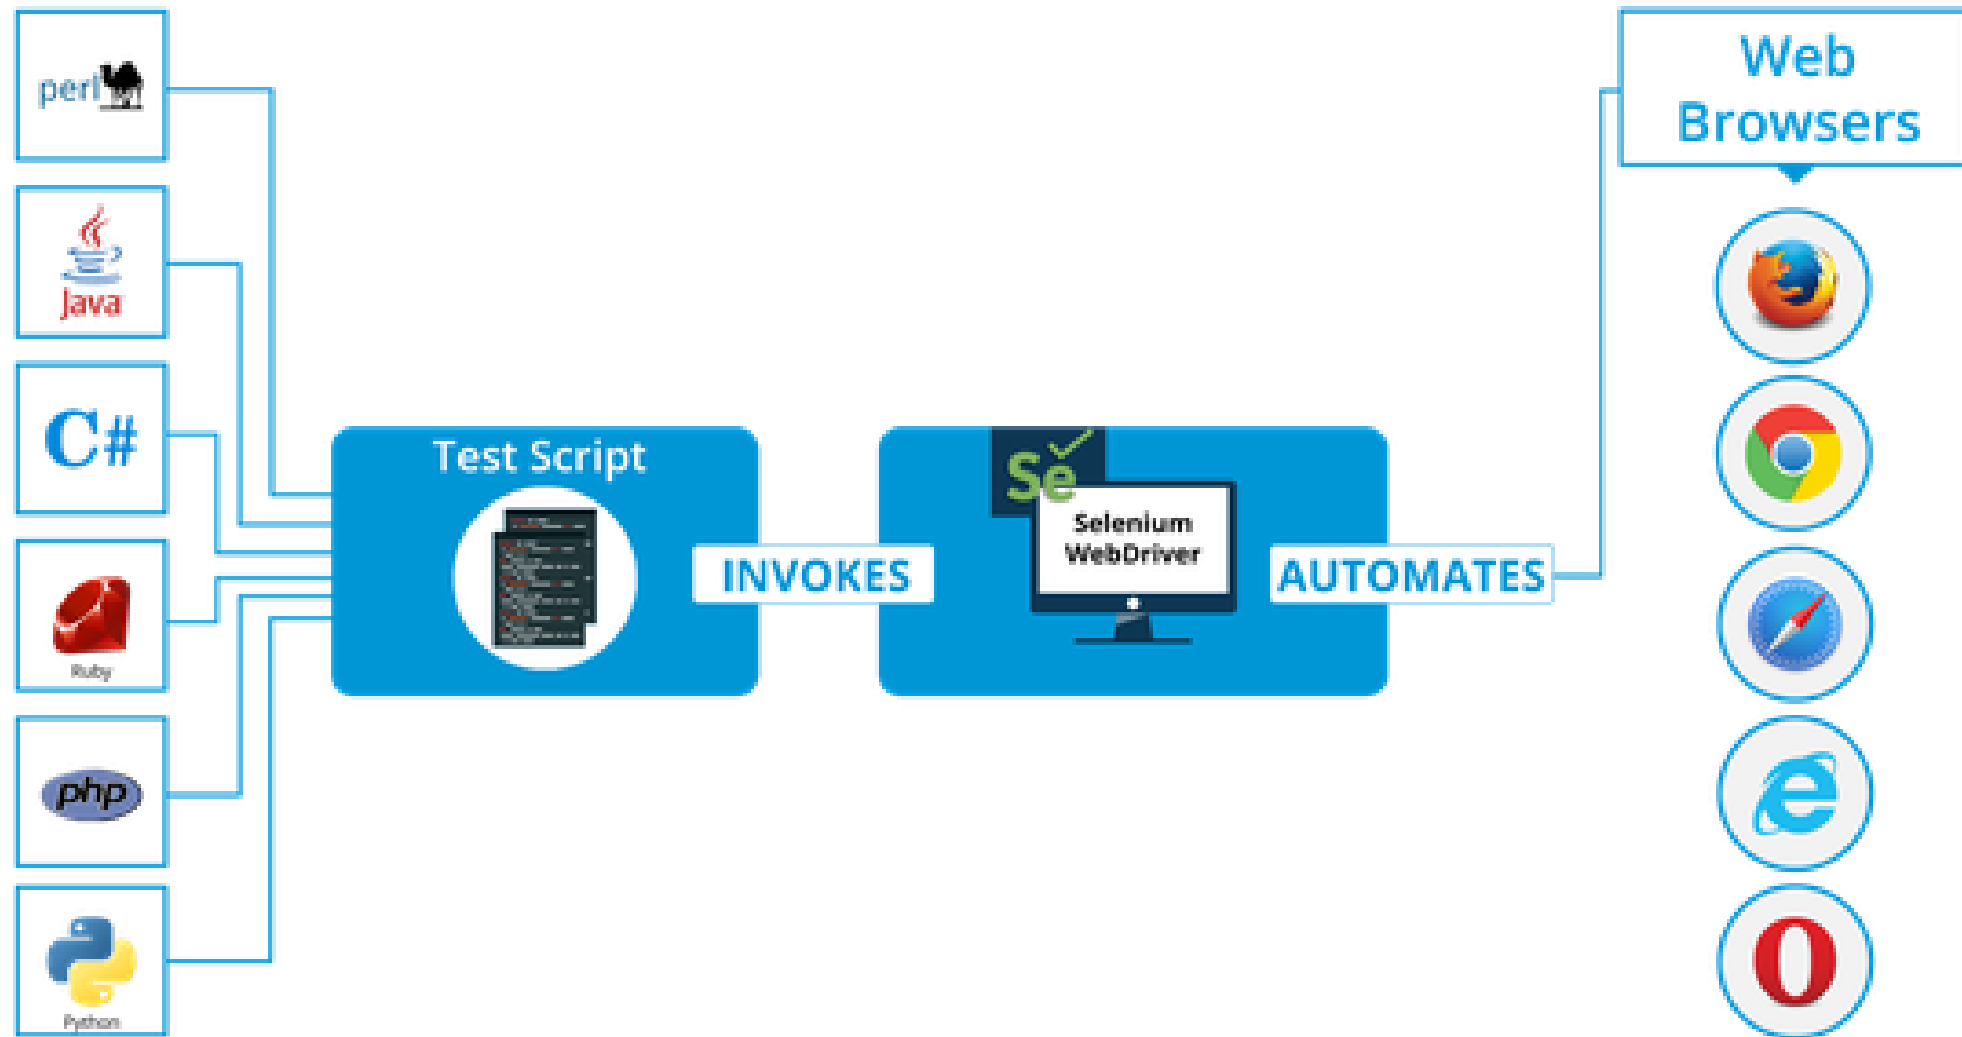 perl
Java
C#
Ruby
php
Python
Test Script
INVOKES
Se
Selenium
WebDriver
AUTOMATES
Web
Browsers